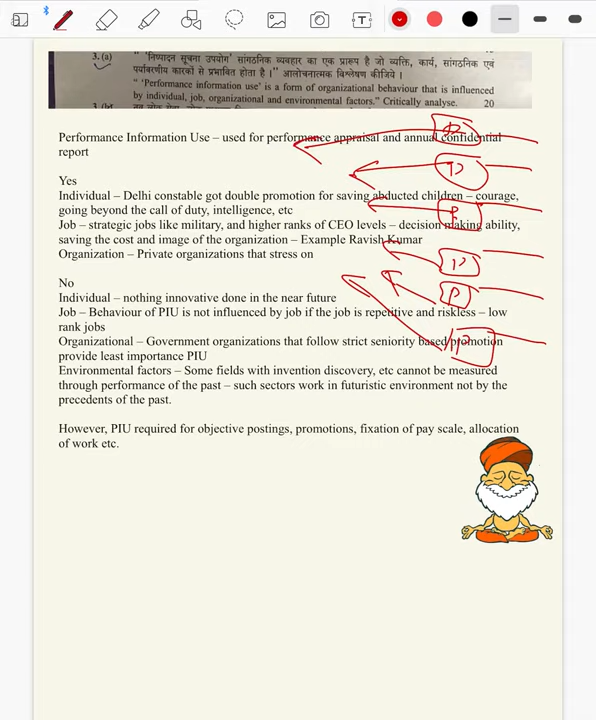 3. (a) " 'निष्पादन सूचना उपयोग' सांगठनिक व्यवहार का एक प्रारूप है जो व्यक्ति, कार्य, सांगठनिक एवं
पर्यावरणीय कारकों से प्रभावित होता है ।" आलोचनात्मक विश्लेषण कीजिये ।
" 'Performance information use' is a form of organizational behaviour that is influenced
by individual, job, organizational and environmental factors." Critically analyse. 20
Performance Information Use – used for performance appraisal and annual confidential
report
Yes
Individual – Delhi constable got double promotion for saving abducted children – courage,
going beyond the call of duty, intelligence, etc
Job – strategic jobs like military, and higher ranks of CEO levels – decision making ability,
saving the cost and image of the organization – Example Ravish Kumar
Organization – Private organizations that stress on
No
Individual – nothing innovative done in the near future
Job – Behaviour of PIU is not influenced by job if the job is repetitive and riskless – low
rank jobs
Organizational – Government organizations that follow strict seniority based promotion
provide least importance PIU
Environmental factors – Some fields with invention discovery, etc cannot be measured
through performance of the past – such sectors work in futuristic environment not by the
precedents of the past.
However, PIU required for objective postings, promotions, fixation of pay scale, allocation
of work etc.
P
P
P
P
P